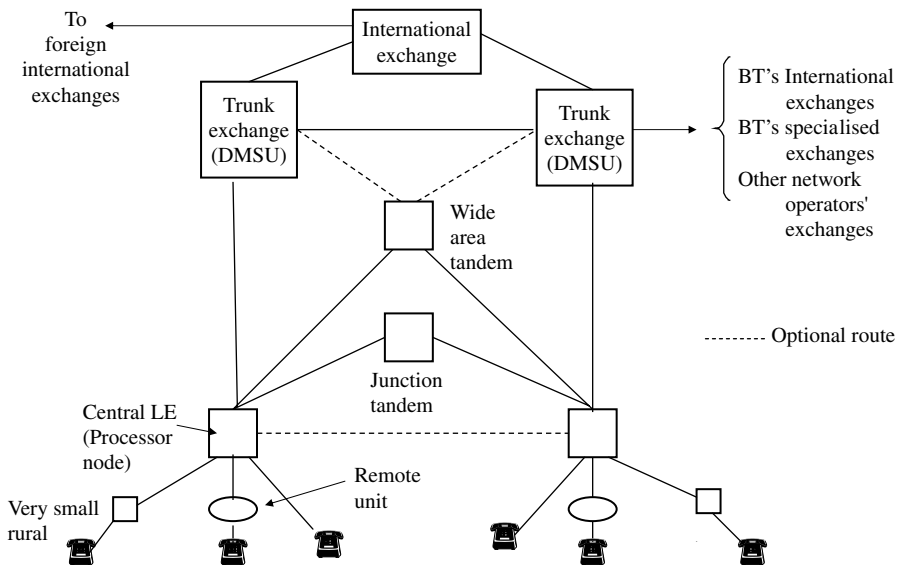 To
foreign
international
exchanges
International
exchange
Trunk
exchange
(DMSU)
Trunk
exchange
(DMSU)
BT's International
exchanges
BT's specialised
exchanges
Other network
operators'
exchanges
Wide
area
tandem
Optional route
Junction
tandem
Central LE
(Processor
node)
Remote
unit
Very small
rural